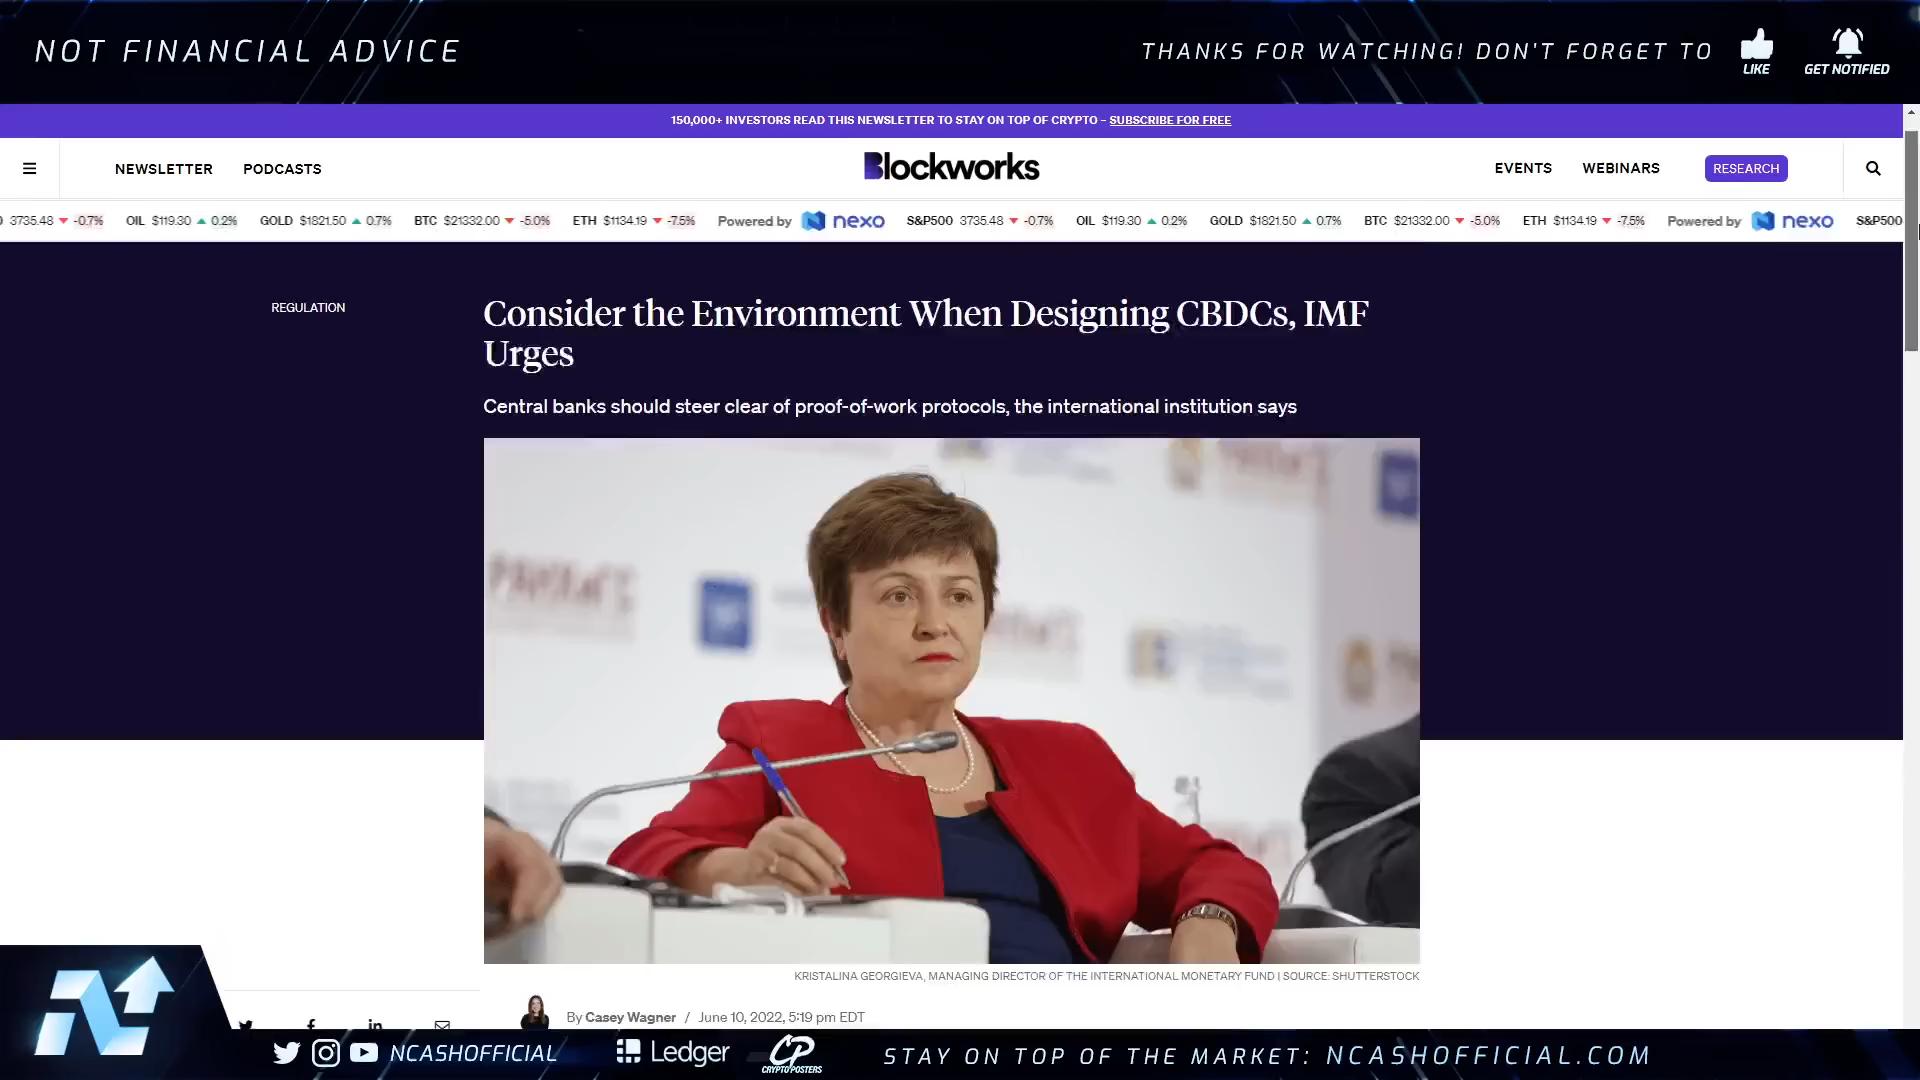 NOT FINANCIAL ADVICE
THANKS FOR WATCHING! DON'T FORGET TO
LIKE
GET NOTIFIED
150,000+ INVESTORS READ THIS NEWSLETTER TO STAY ON TOP OF CRYPTO – SUBSCRIBE FOR FREE
NEWSLETTER PODCASTS Blockworks EVENTS WEBINARS RESEARCH
3735.48 -0.7% OIL $119.30 0.2% GOLD $1821.50 0.7% BTC $21332.00 -5.0% ETH $1134.19 -7.5% Powered by nexo S&P500 3735.48 -0.7% OIL $119.30 0.2% GOLD $1821.50 0.7% BTC $21332.00 -5.0% ETH $1134.19 -7.5% Powered by nexo S&P500
REGULATION
Consider the Environment When Designing CBDCs, IMF
Urges
Central banks should steer clear of proof-of-work protocols, the international institution says
KRISTALINA GEORGIEVA, MANAGING DIRECTOR OF THE INTERNATIONAL MONETARY FUND | SOURCE: SHUTTERSTOCK
By Casey Wagner / June 10, 2022, 5:19 pm EDT
NCASHOFFICIAL
Ledger
CP
CRYPTOPOSTERS
STAY ON TOP OF THE MARKET: NCASHOFFICIAL.COM